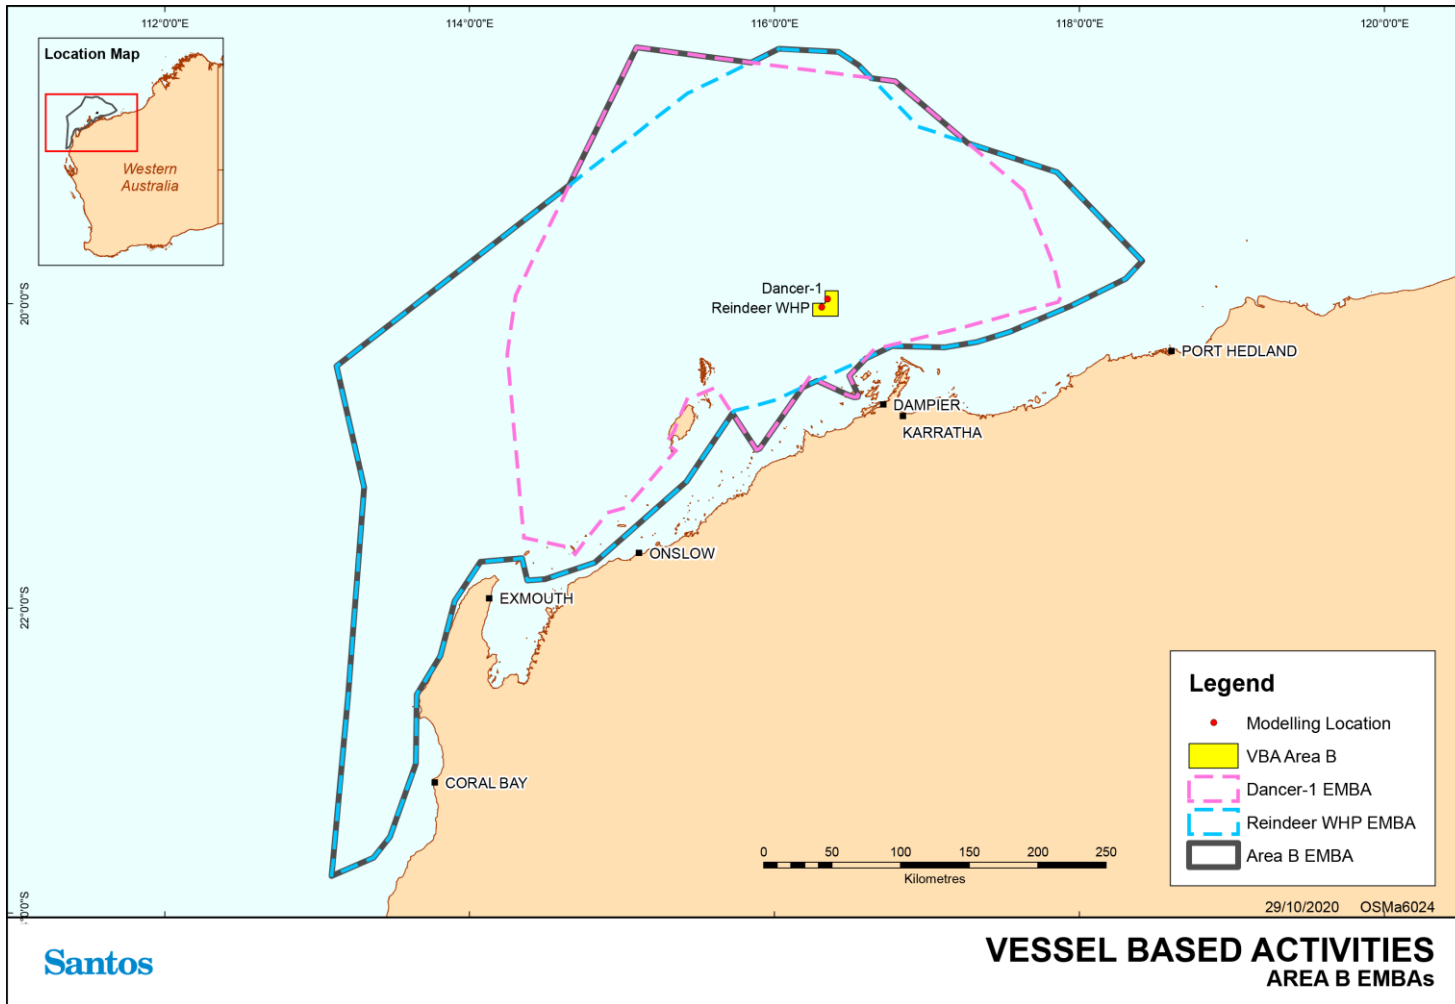 112°0'0"E
114°0'0"E
116°0'0"E
118°0'0"E
120°0'0"E
Location Map
Western
Australia
20°0'0"S
22°0'0"S
°0'0"S
Dancer-1
Reindeer WHP
PORT HEDLAND
DAMPIER
KARRATHA
ONSLOW
EXMOUTH
CORAL BAY
0 50 100 150 200 250
Kilometres
Legend
Modelling Location
VBA Area B
Dancer-1 EMBA
Reindeer WHP EMBA
Area B EMBA
29/10/2020 OSMa6024
Santos
VESSEL BASED ACTIVITIES
AREA B EMBAs